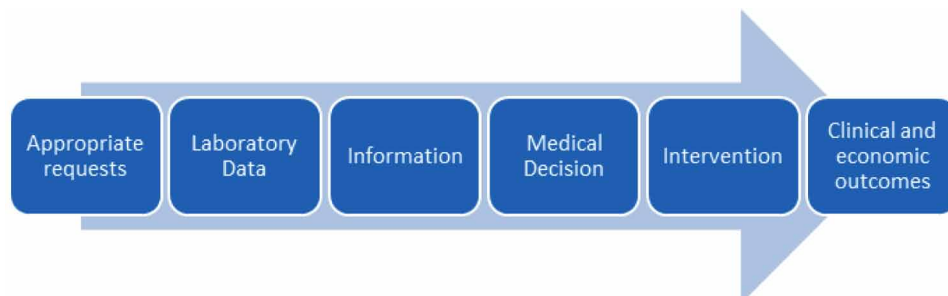 Appropriate
requests
Laboratory
Data
Information
Medical
Decision
Intervention
Clinical and
economic
outcomes